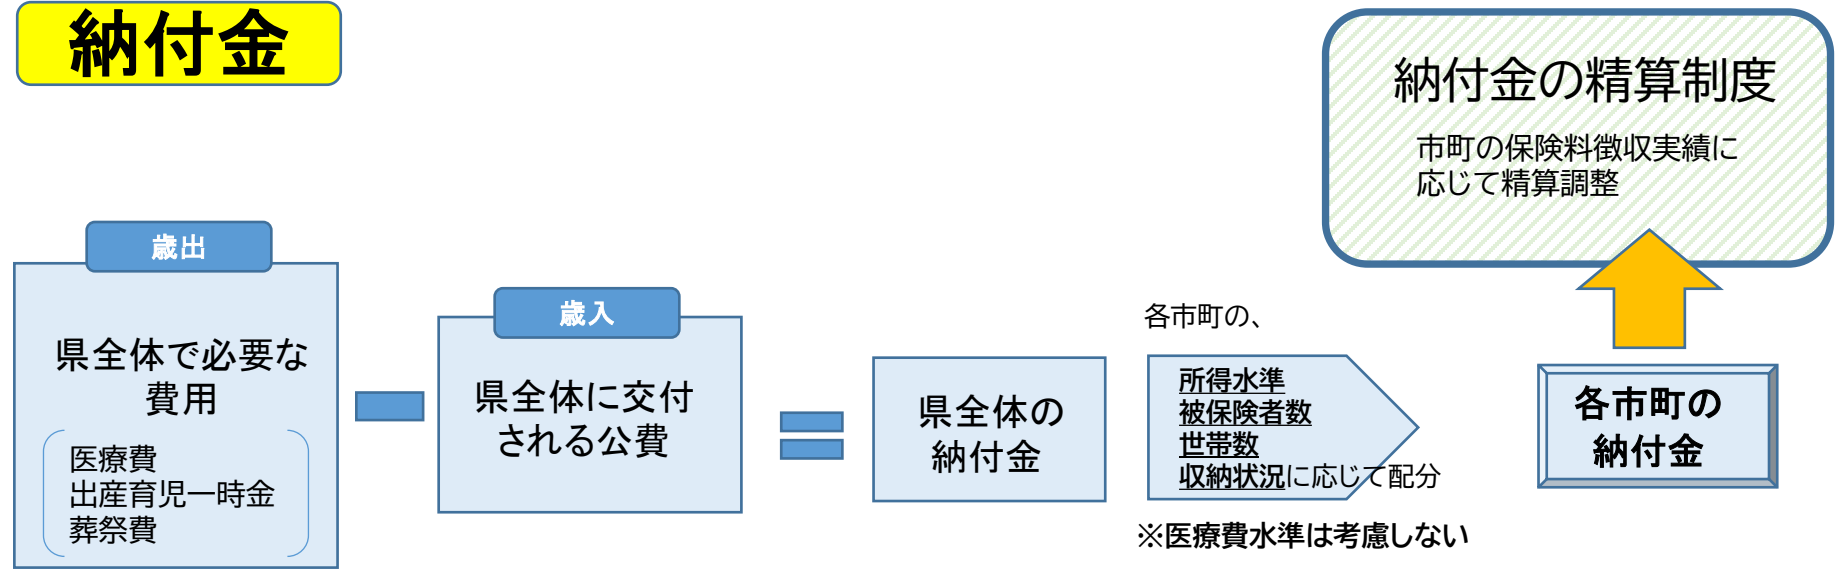 納付金
納付金の精算制度
市町の保険料徴収実績に
応じて精算調整
歳出
県全体で必要な
費用
医療費
出産育児一時金
葬祭費
歳入
県全体に交付
される公費
県全体の
納付金
各市町の、
所得水準
被保険者数
世帯数
収納状況に応じて配分
※医療費水準は考慮しない
各市町の
納付金